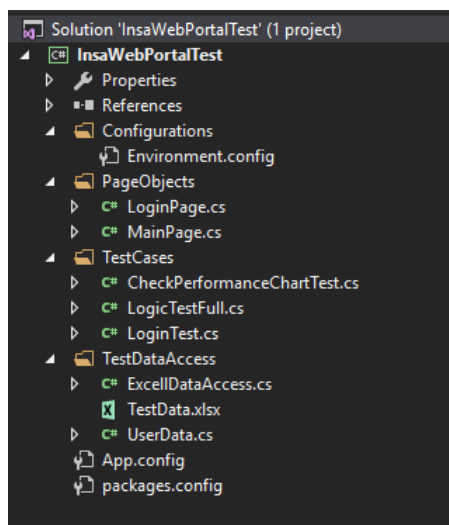 Solution 'InsaWebPortalTest' (1 project)
C# InsaWebPortalTest
Properties
References
Configurations
Environment.config
PageObjects
C# LoginPage.cs
C# MainPage.cs
TestCases
C# CheckPerformanceChartTest.cs
C# LogicTestFull.cs
C# LoginTest.cs
TestDataAccess
C# ExcellDataAccess.cs
X TestData.xlsx
C# UserData.cs
App.config
packages.config